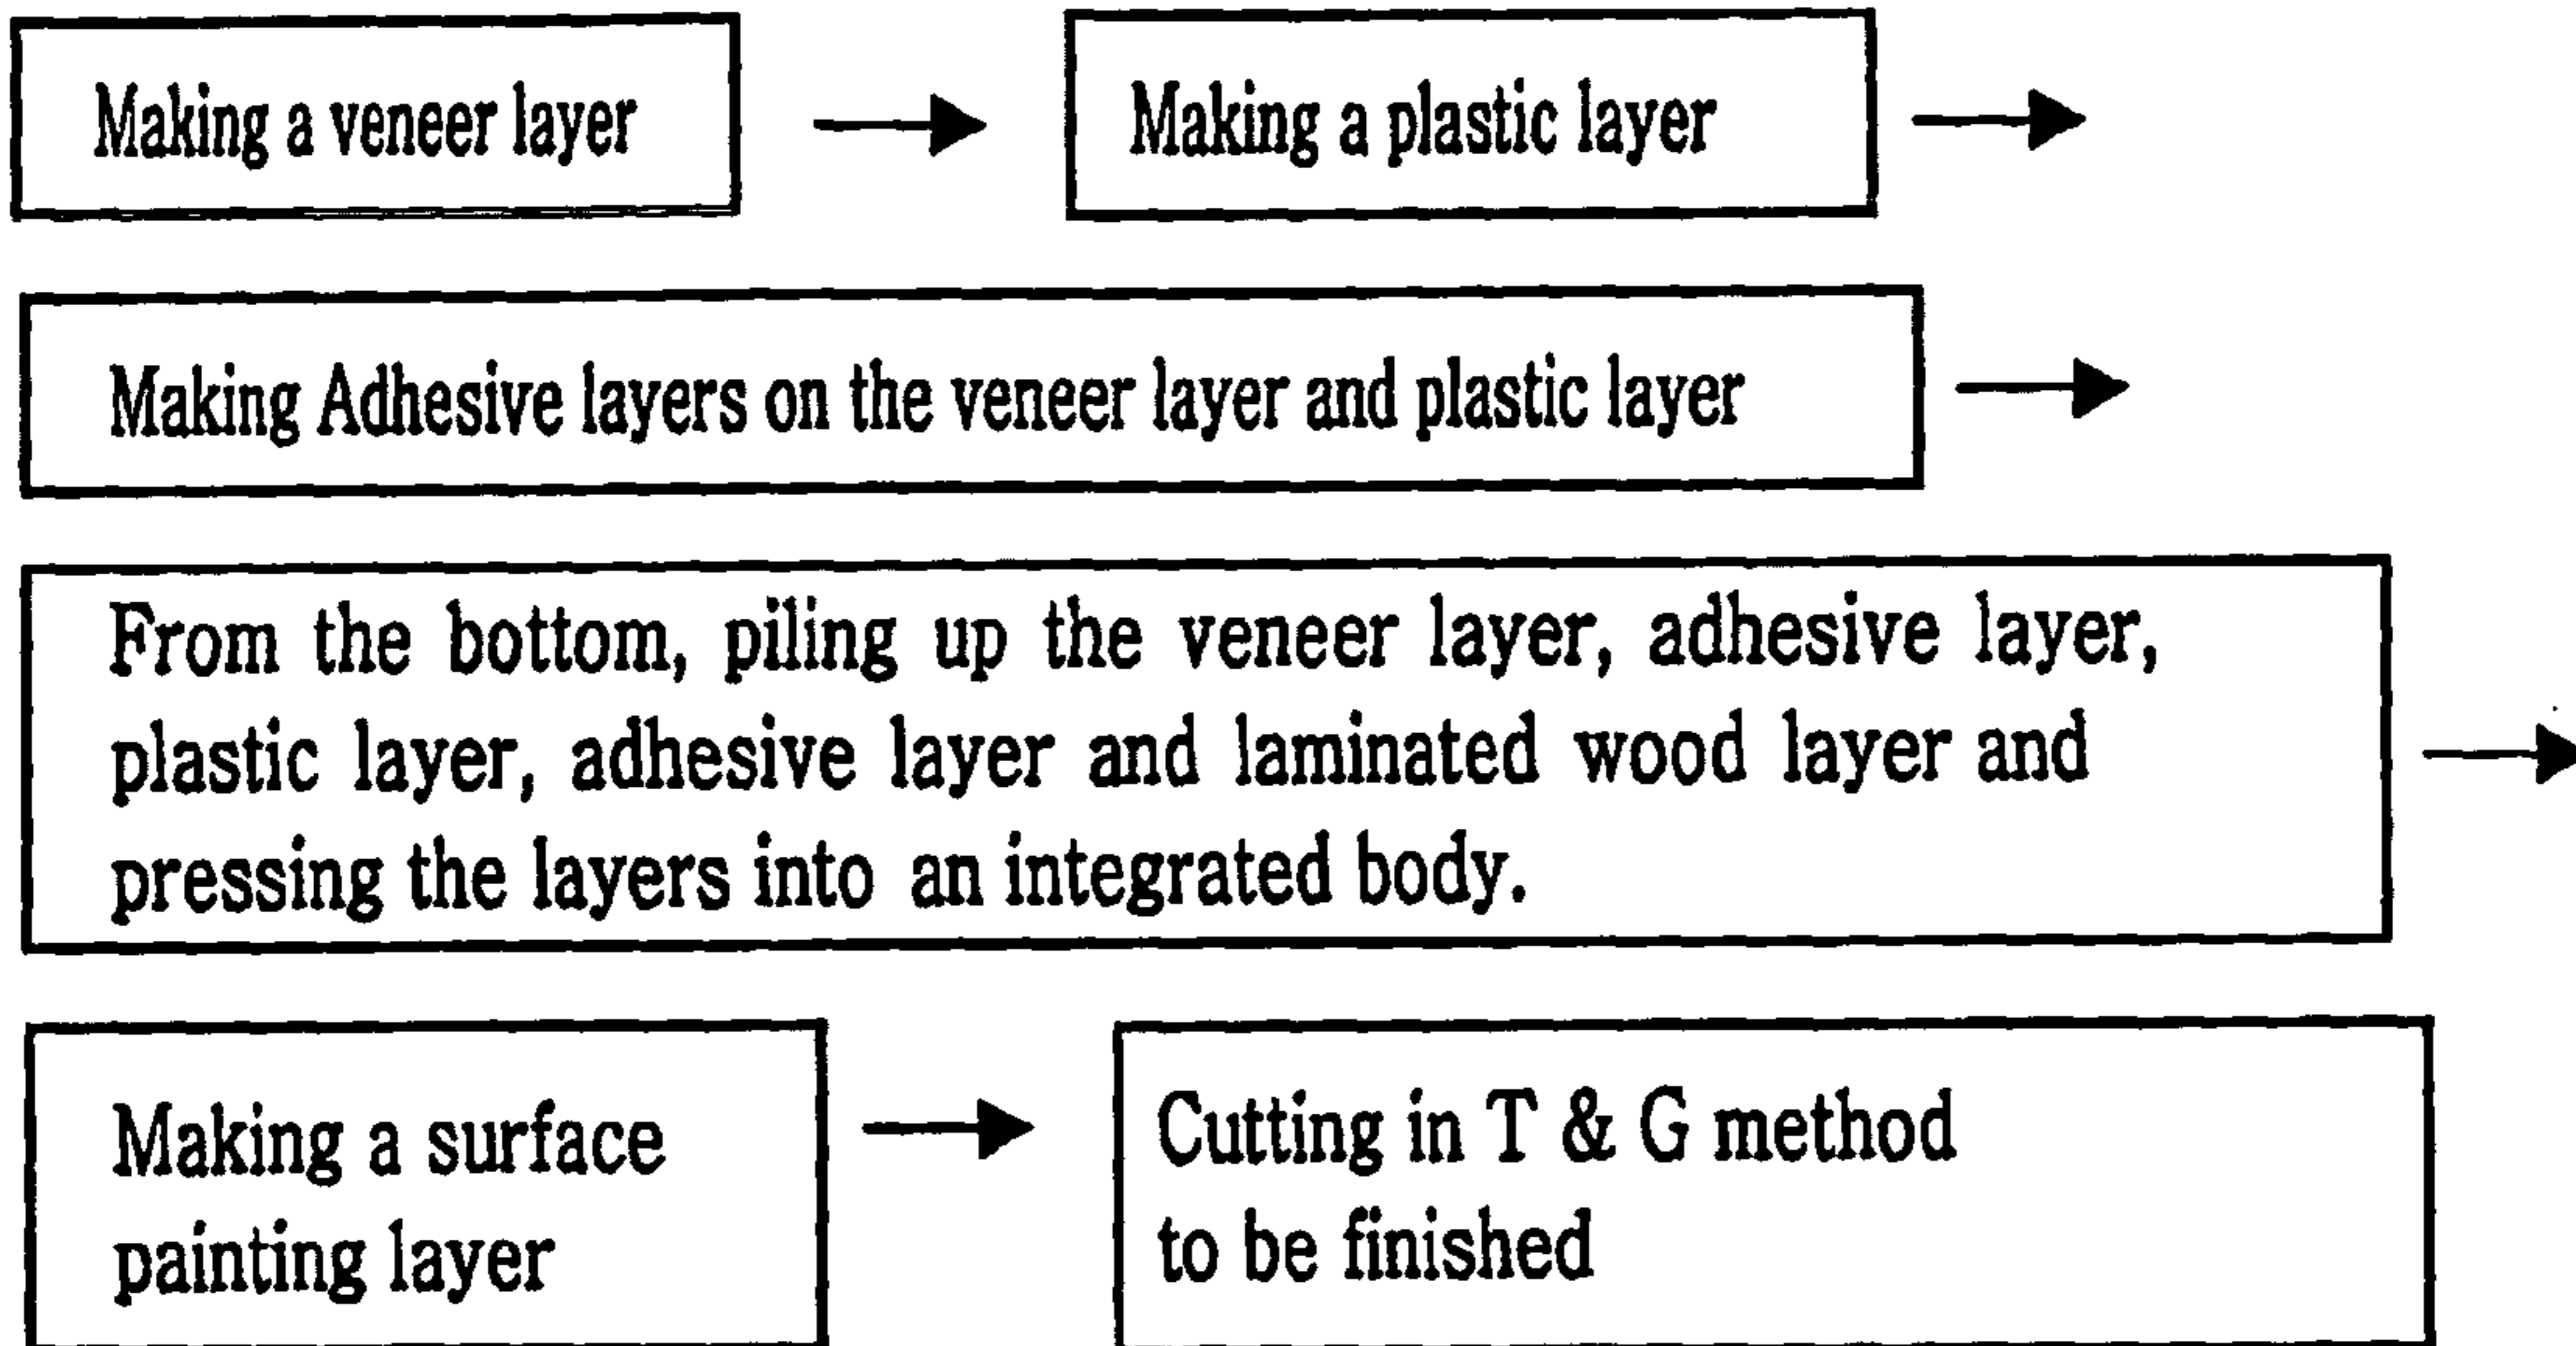 Making a veneer layer
Making a plastic layer
Making Adhesive layers on the veneer layer and plastic layer
From the bottom, piling up the veneer layer, adhesive layer,
plastic layer, adhesive layer and laminated wood layer and
pressing the layers into an integrated body.
Making a surface
painting layer
Cutting in T & G method
to be finished